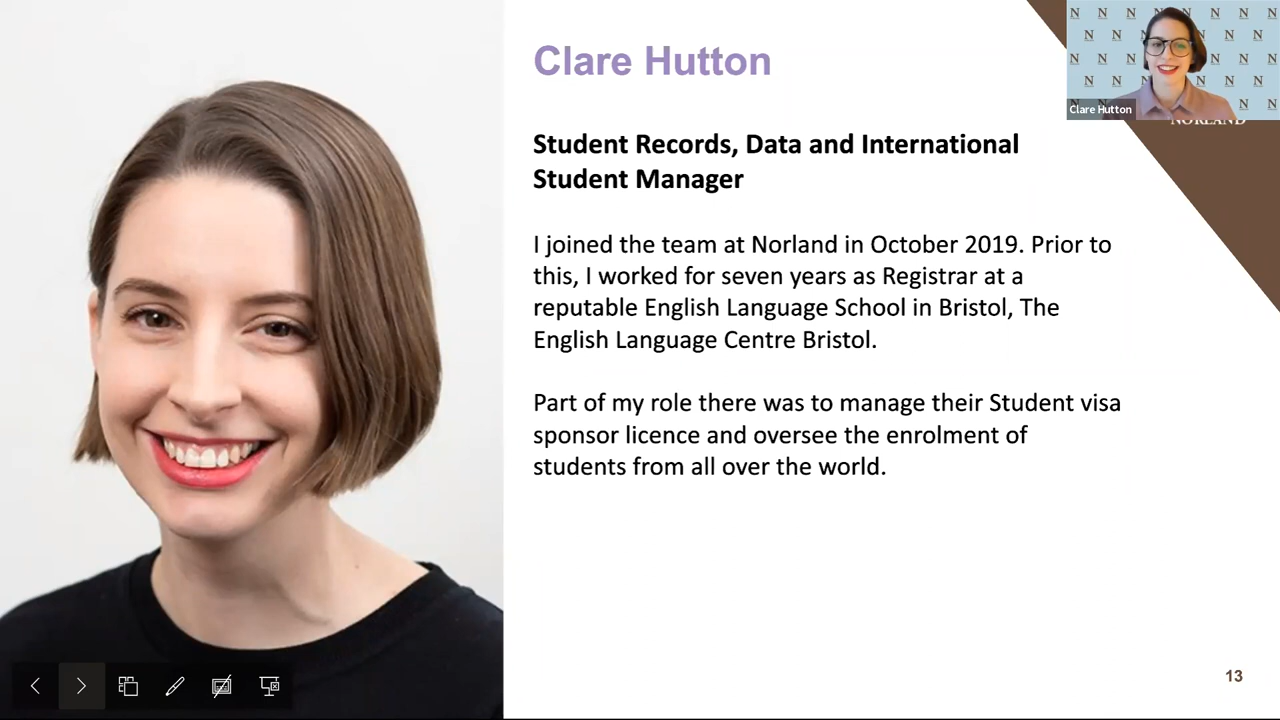 Clare Hutton
Student Records, Data and International
Student Manager
I joined the team at Norland in October 2019. Prior to
this, I worked for seven years as Registrar at a
reputable English Language School in Bristol, The
English Language Centre Bristol.
Part of my role there was to manage their Student visa
sponsor licence and oversee the enrolment of
students from all over the world.
N N N N N N N N
Clare Hutton
NORLAND
13